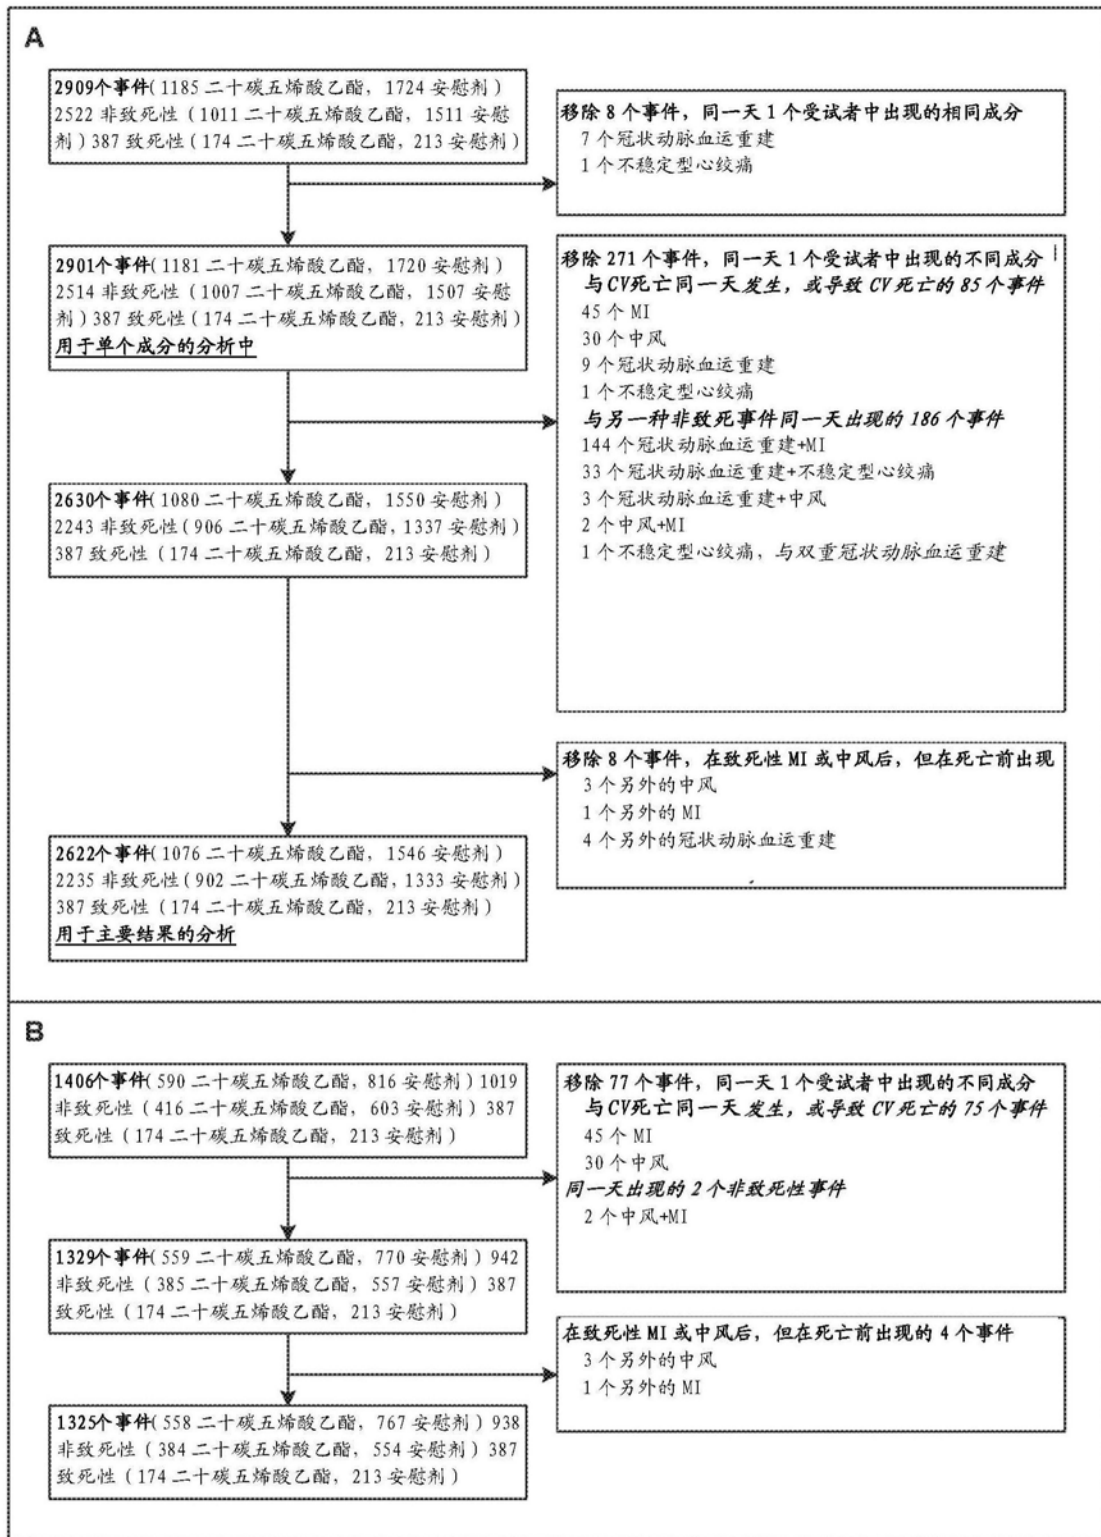 A
2909个事件(1185 二十碳五烯酸乙酯, 1724 安慰剂)
2522 非致死性 (1011 二十碳五烯酸乙酯, 1511 安慰
剂) 387 致死性 (174 二十碳五烯酸乙酯, 213 安慰剂)
移除 8 个事件, 同一天 1 个受试者中出现的相同成分
7 个冠状动脉血运重建
1 个不稳定型心绞痛
2901个事件(1181 二十碳五烯酸乙酯, 1720 安慰剂)
2514 非致死性 (1007 二十碳五烯酸乙酯, 1507 安慰
剂) 387 致死性 (174 二十碳五烯酸乙酯, 213 安慰剂)
用于单个成分的分析中
移除 271 个事件, 同一天 1 个受试者中出现的不同成分
与CV死亡同一天发生, 或导致 CV 死亡的 85 个事件
45 个 MI
30 个中风
9 个冠状动脉血运重建
1 个不稳定型心绞痛
与另一种非致死事件同一天出现的 186 个事件
144 个冠状动脉血运重建+MI
33 个冠状动脉血运重建+不稳定型心绞痛
3 个冠状动脉血运重建+中风
2 个中风+MI
1 个不稳定型心绞痛, 与双重冠状动脉血运重建
2630个事件(1080 二十碳五烯酸乙酯, 1550 安慰剂)
2243 非致死性 (906 二十碳五烯酸乙酯, 1337 安慰剂)
387 致死性 (174 二十碳五烯酸乙酯, 213 安慰剂)
移除 8 个事件, 在致死性 MI 或中风后, 但在死亡前出现
3 个另外的中风
1 个另外的 MI
4 个另外的冠状动脉血运重建
2622个事件(1076 二十碳五烯酸乙酯, 1546 安慰剂)
2235 非致死性 (902 二十碳五烯酸乙酯, 1333 安慰剂)
387 致死性 (174 二十碳五烯酸乙酯, 213 安慰剂)
用于主要结果的分析
B
1406个事件(590 二十碳五烯酸乙酯, 816 安慰剂) 1019
非致死性 (416 二十碳五烯酸乙酯, 603 安慰剂) 387
致死性 (174 二十碳五烯酸乙酯, 213 安慰剂)
移除 77 个事件, 同一天 1 个受试者中出现的不同成分
与CV死亡同一天发生, 或导致 CV 死亡的 75 个事件
45 个 MI
30 个中风
同一天出现的 2 个非致死性事件
2 个中风+MI
1329个事件(559 二十碳五烯酸乙酯, 770 安慰剂) 942
非致死性 (385 二十碳五烯酸乙酯, 557 安慰剂) 387
致死性 (174 二十碳五烯酸乙酯, 213 安慰剂)
在致死性 MI 或中风后, 但在死亡前出现的 4 个事件
3 个另外的中风
1 个另外的 MI
1325个事件(558 二十碳五烯酸乙酯, 767 安慰剂) 938
非致死性 (384 二十碳五烯酸乙酯, 554 安慰剂) 387
致死性 (174 二十碳五烯酸乙酯, 213 安慰剂)